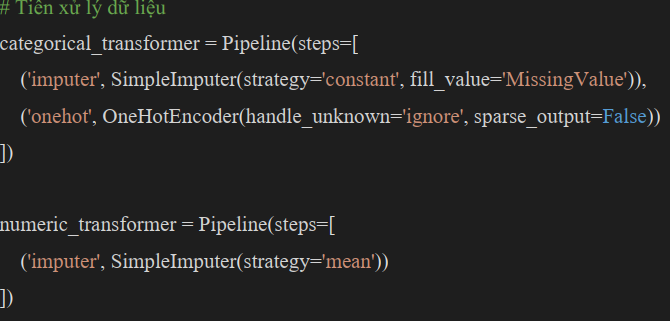 # Tiền xử lý dữ liệu
categorical_transformer = Pipeline(steps=[
('imputer', SimpleImputer(strategy='constant', fill_value='MissingValue')),
('onehot', OneHotEncoder(handle_unknown='ignore', sparse_output=False))
])
numeric_transformer = Pipeline(steps=[
('imputer', SimpleImputer(strategy='mean'))
])